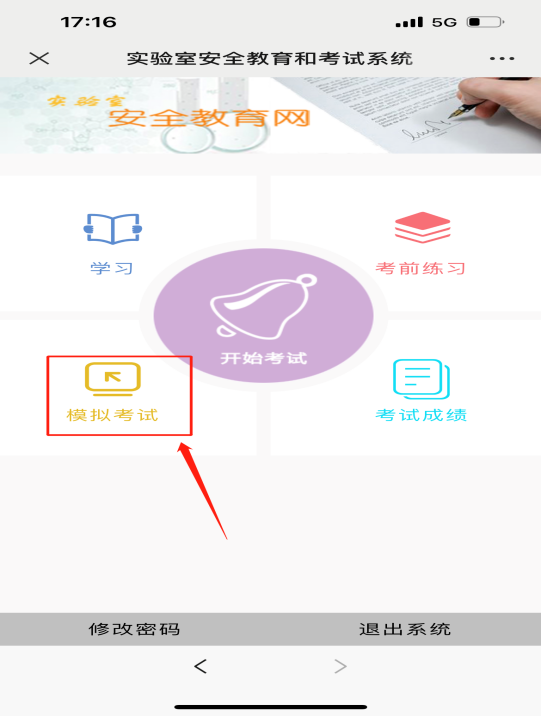 17:16
5G
实验室安全教育和考试系统
实验室
安全教育网
学习
考前练习
开始考试
模拟考试
考试成绩
修改密码
退出系统